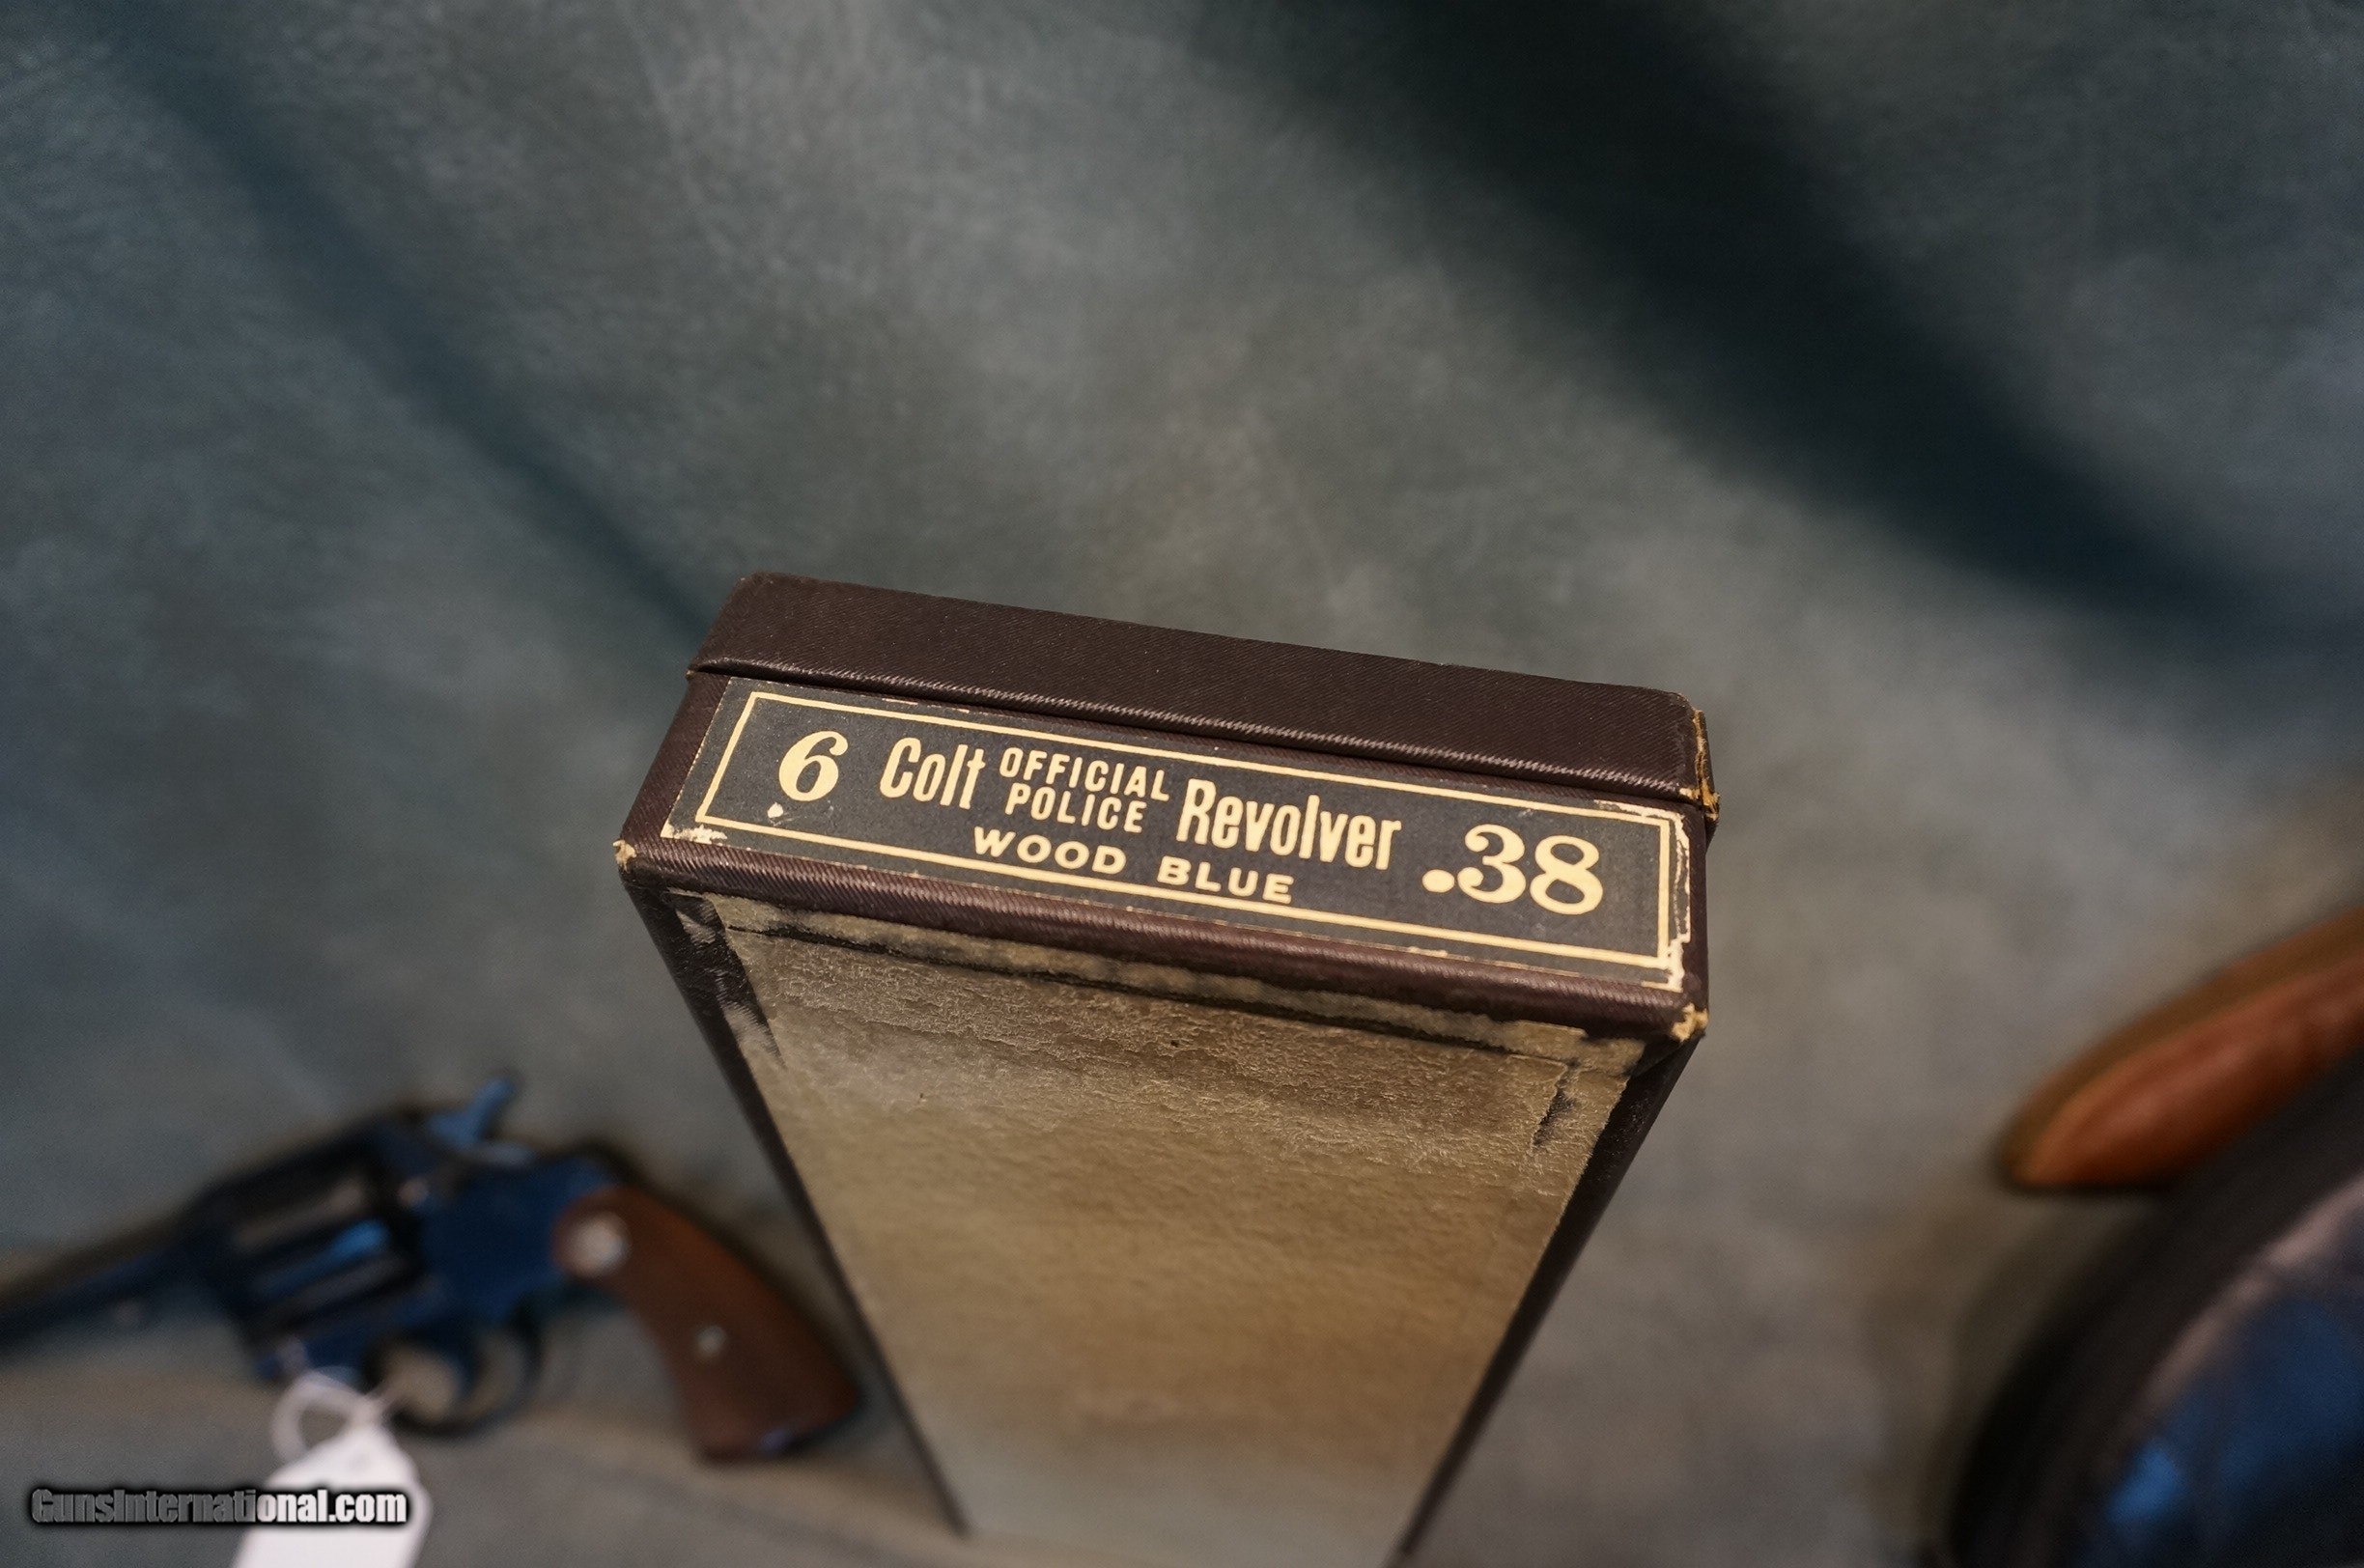 6 Colt OFFICIAL POLICE Revolver .38
WOOD BLUE
GunsInternational.com